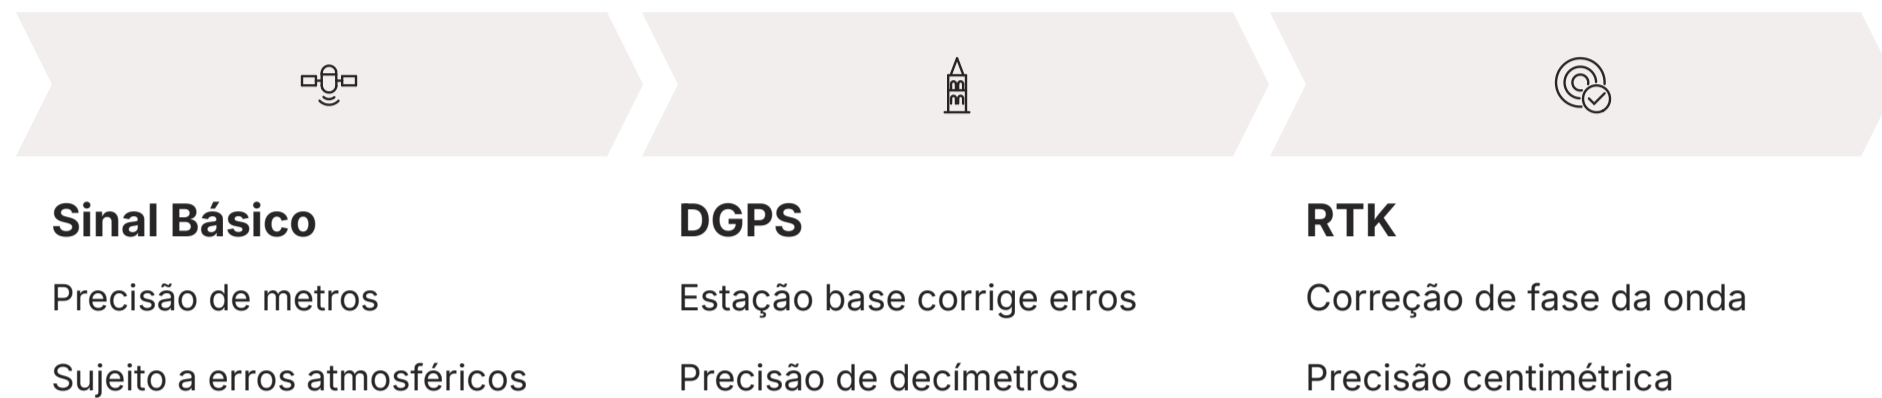 Sinal Básico
Precisão de metros
Sujeito a erros atmosféricos
DGPS
Estação base corrige erros
Precisão de decímetros
RTK
Correção de fase da onda
Precisão centimétrica